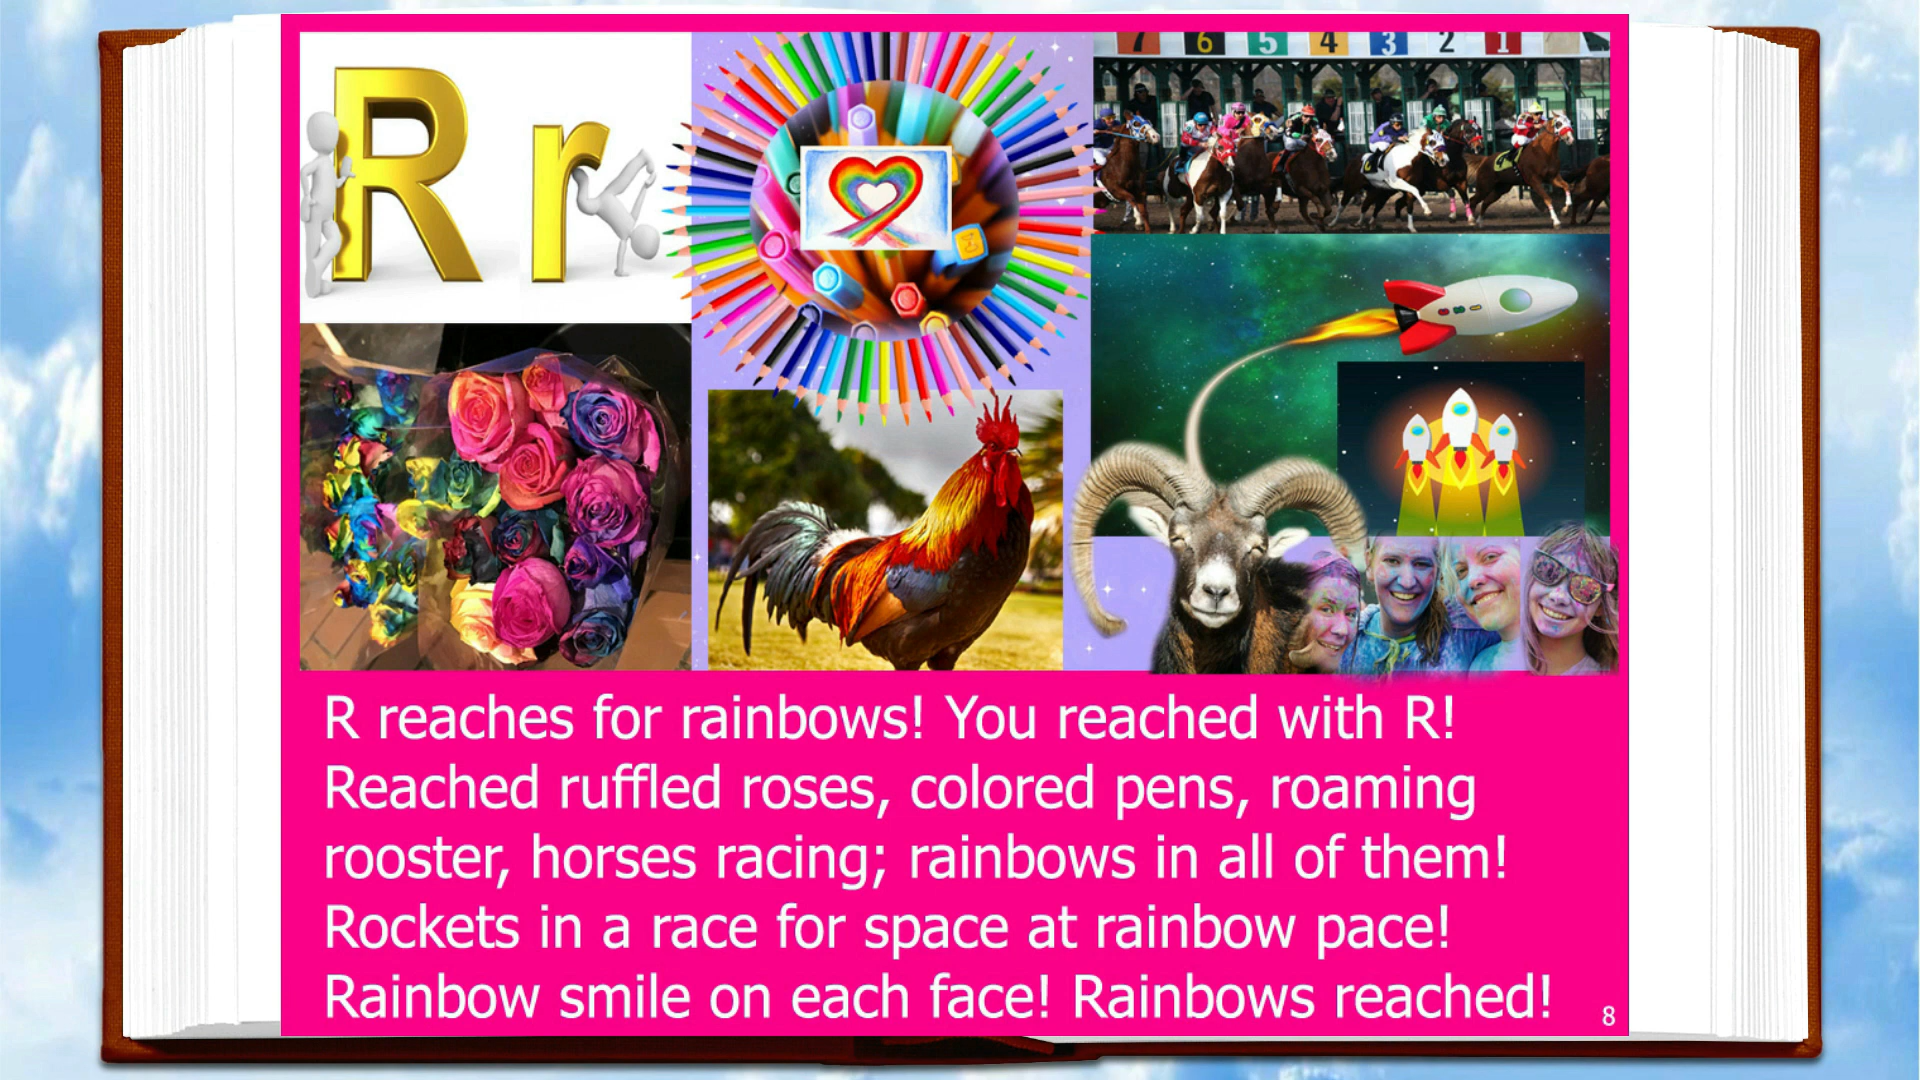 R r
7 6 5 4 3 2 1
R reaches for rainbows! You reached with R!
Reached ruffled roses, colored pens, roaming
rooster, horses racing; rainbows in all of them!
Rockets in a race for space at rainbow pace!
Rainbow smile on each face! Rainbows reached!
8